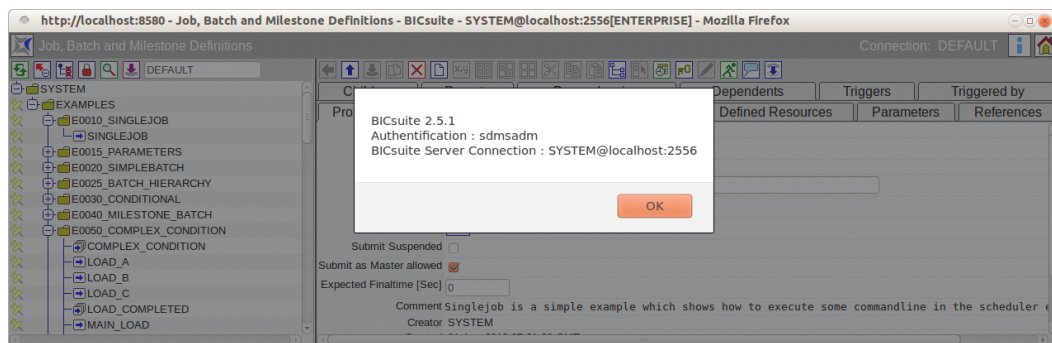 http://localhost:8580 - Job, Batch and Milestone Definitions - BICsuite - SYSTEM@localhost:2556[ENTERPRISE] - Mozilla Firefox
Job, Batch and Milestone Definitions
Connection: DEFAULT
DEFAULT
SYSTEM
EXAMPLES
E0010_SINGLEJOB
SINGLEJOB
E0015_PARAMETERS
E0020_SIMPLEBATCH
E0025_BATCH_HIERARCHY
E0030_CONDITIONAL
E0040_MILESTONE_BATCH
E0050_COMPLEX_CONDITION
COMPLEX_CONDITION
LOAD_A
LOAD_B
LOAD_C
LOAD_COMPLETED
MAIN_LOAD
Dependents Triggers Triggered by
Defined Resources Parameters References
BICsuite 2.5.1
Authentification : sdmsadm
BICsuite Server Connection : SYSTEM@localhost:2556
OK
Submit Suspended
Submit as Master allowed
Expected Finaltime [Sec] 0
Comment Singlejob is a simple example which shows how to execute some commandline in the scheduler
Creator SYSTEM